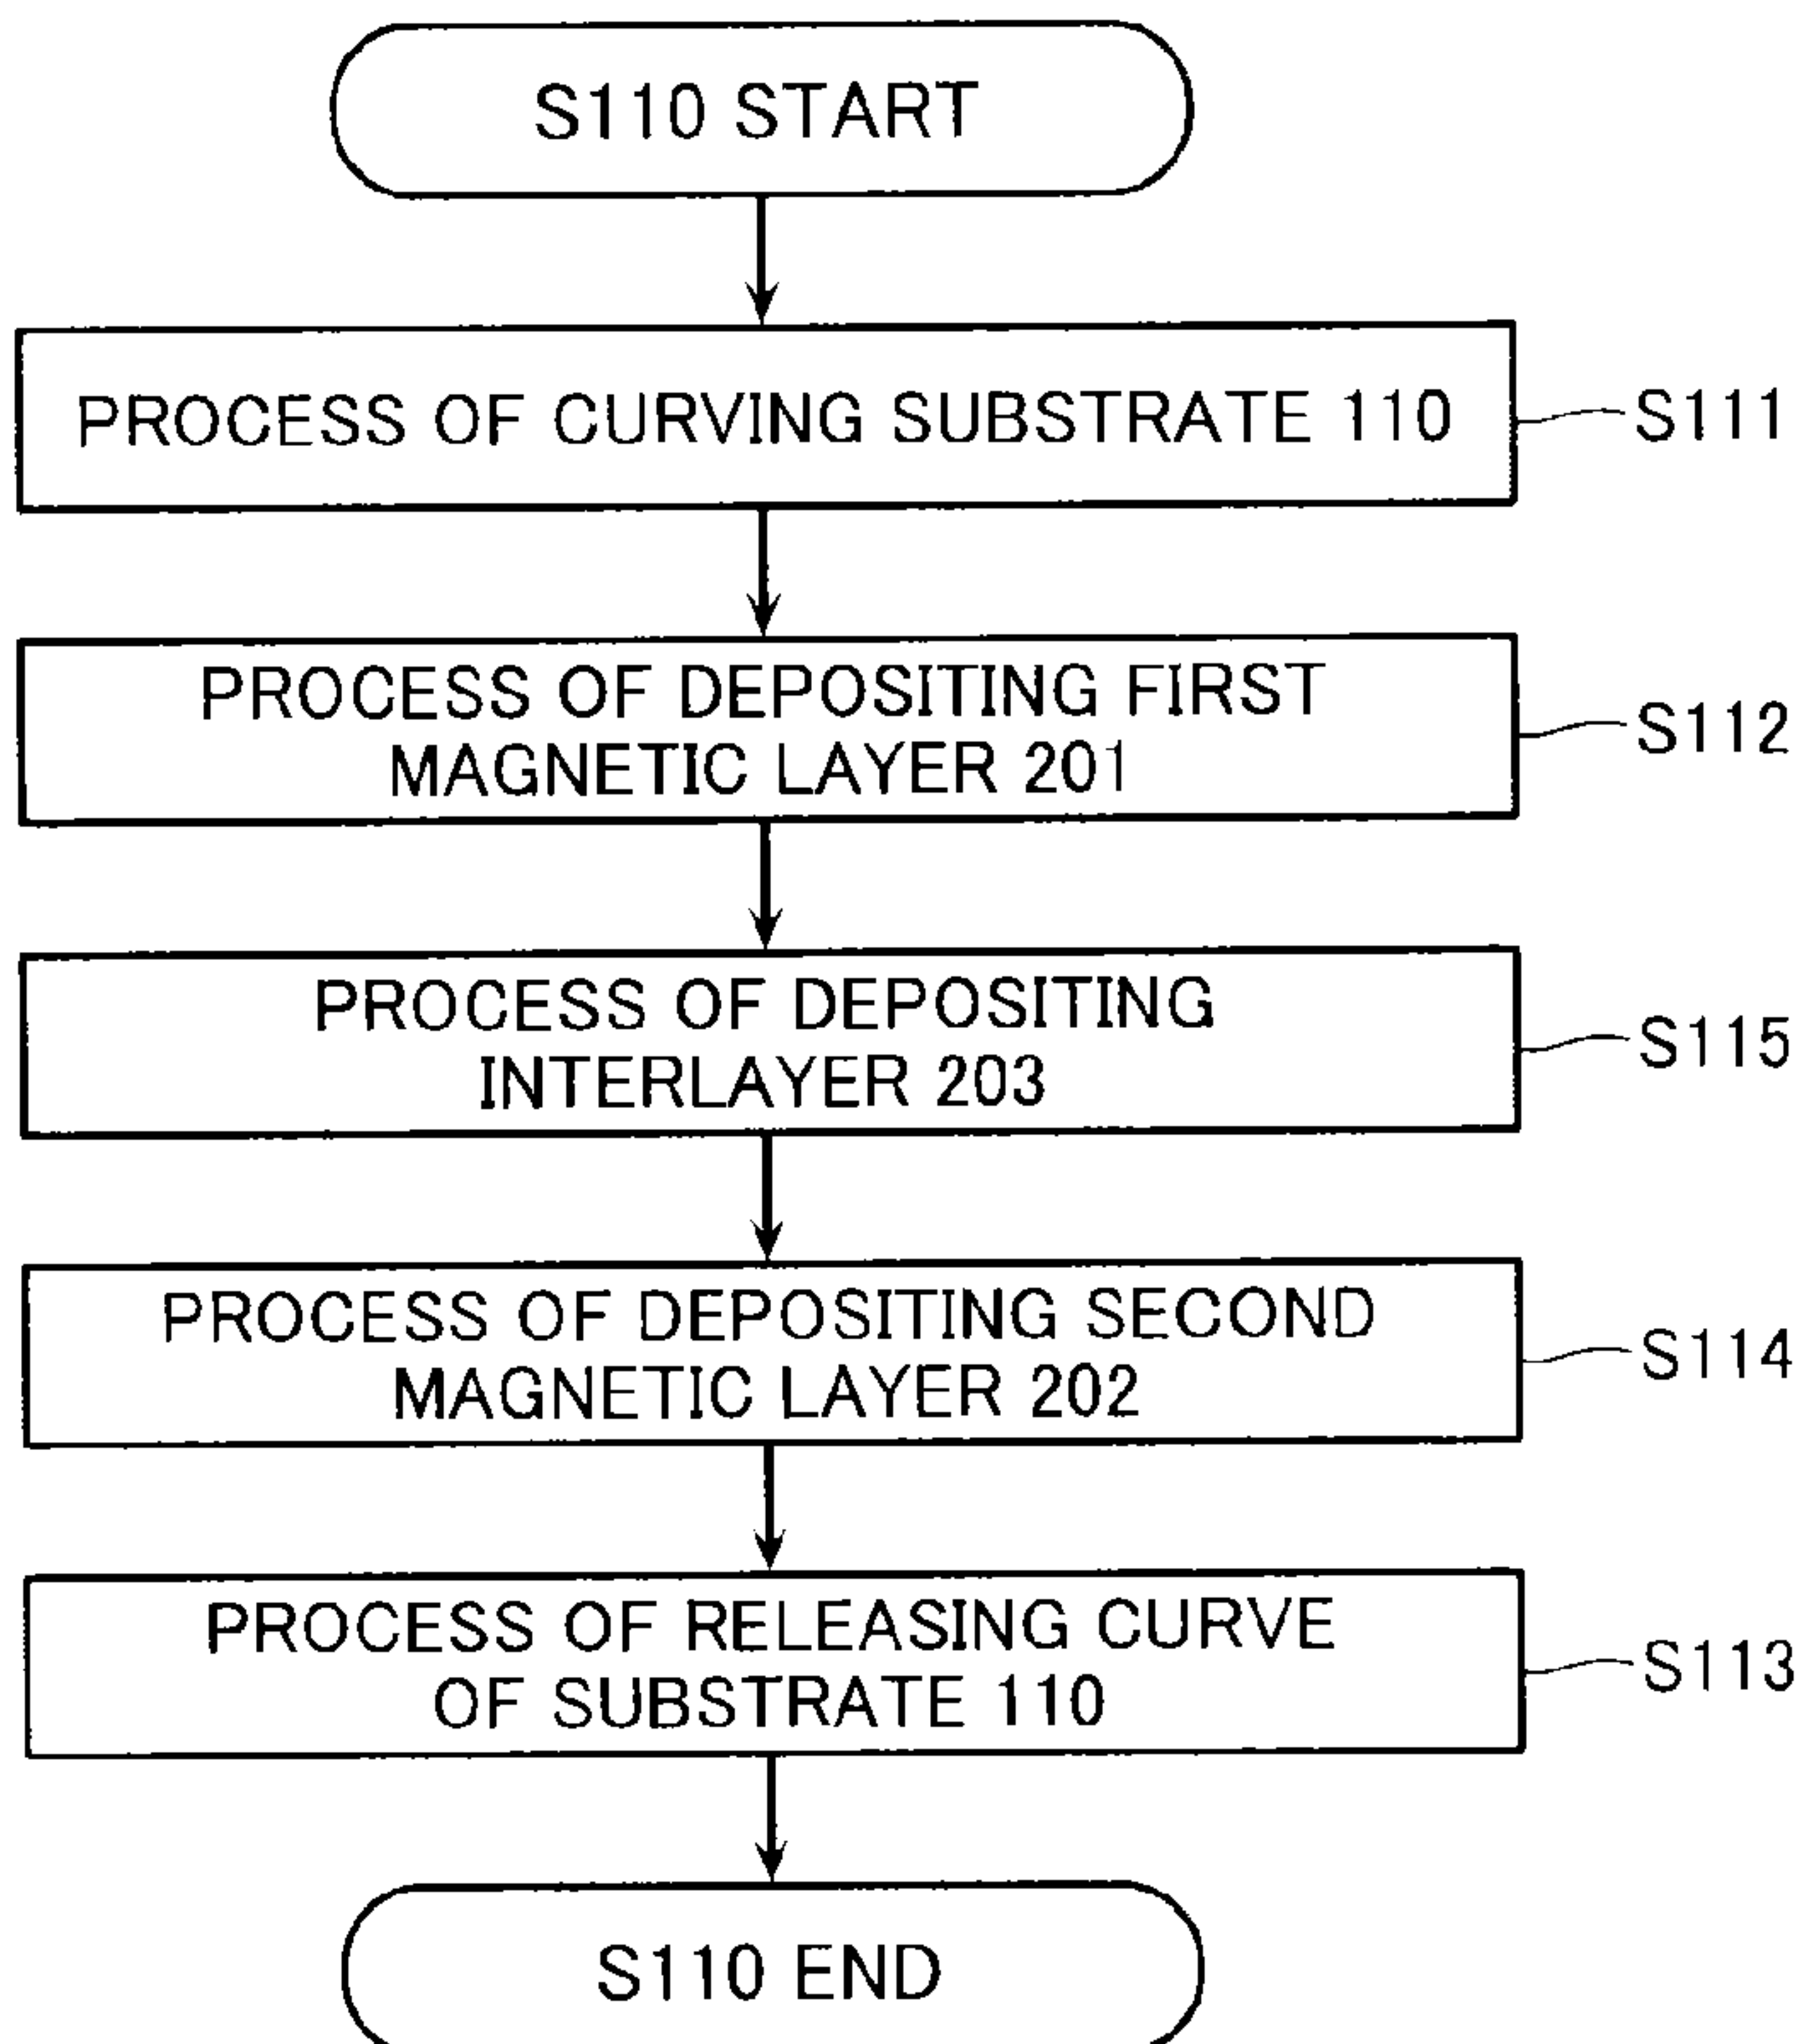 S110 START
PROCESS OF CURVING SUBSTRATE 110
S111
PROCESS OF DEPOSITING FIRST
MAGNETIC LAYER 201
S112
PROCESS OF DEPOSITING
INTERLAYER 203
S115
PROCESS OF DEPOSITING SECOND
MAGNETIC LAYER 202
S114
PROCESS OF RELEASING CURVE
OF SUBSTRATE 110
S113
S110 END